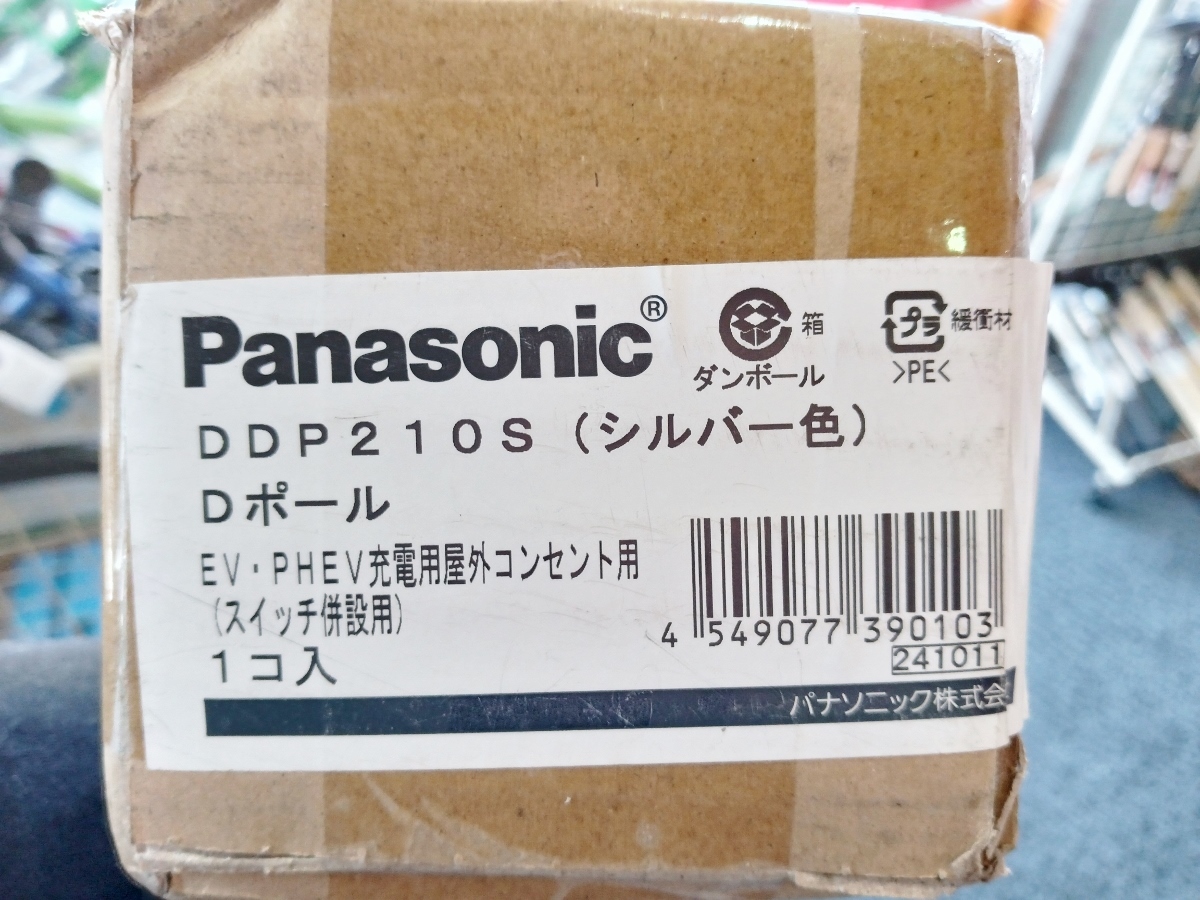 Panasonic®
箱
ダンボール
プラ 緩衝材
>PE<
DDP210S（シルバー色）
Dポール
EV・PHEV充電用屋外コンセント用
（スイッチ併設用）
1コ入
4 549077 390103
241011
パナソニック株式会